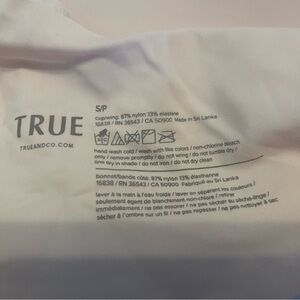 TRUE
TRUEANDCO.COM
S/P
cup/wing: 87% nylon 13% elastane
16838 / RN 36543 / CA 50900 Made in Sri Lanka
hand wash cold / wash with like colors / non-chlorine bleach
only / remove promptly / do not wring / do not tumble dry /
line dry in shade / do not iron / do not dry clean
bonnet/bande côté: 87% nylon 13% élasthanne
16838 / RN 36543 / CA 50900 Fabriqué au Sri Lanka
laver à la main à l'eau froide / laver en séparant les couleurs /
seulement agent de blanchiment non-chlore / retirer
immédiatement / ne pas essorer / ne pas sécher au sèche-linge /
sécher à l'ombre sur un fil / ne pas repasser / ne pas nettoyer à sec